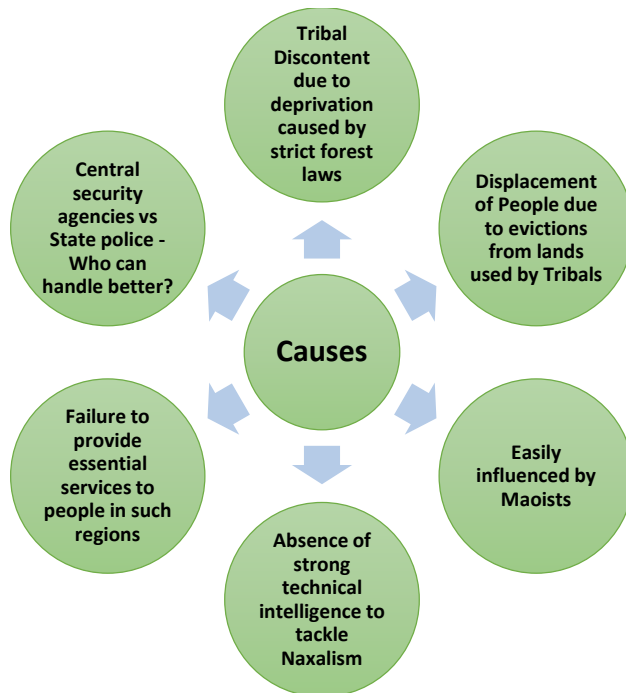 Tribal
Discontent
due to
deprivation
caused by
strict forest
laws
Displacement
of People due
to evictions
from lands
used by Tribals
Easily
influenced by
Maoists
Absence of
strong
technical
intelligence to
tackle
Naxalism
Failure to
provide
essential
services to
people in such
regions
Central
security
agencies vs
State police -
Who can
handle better?
Causes